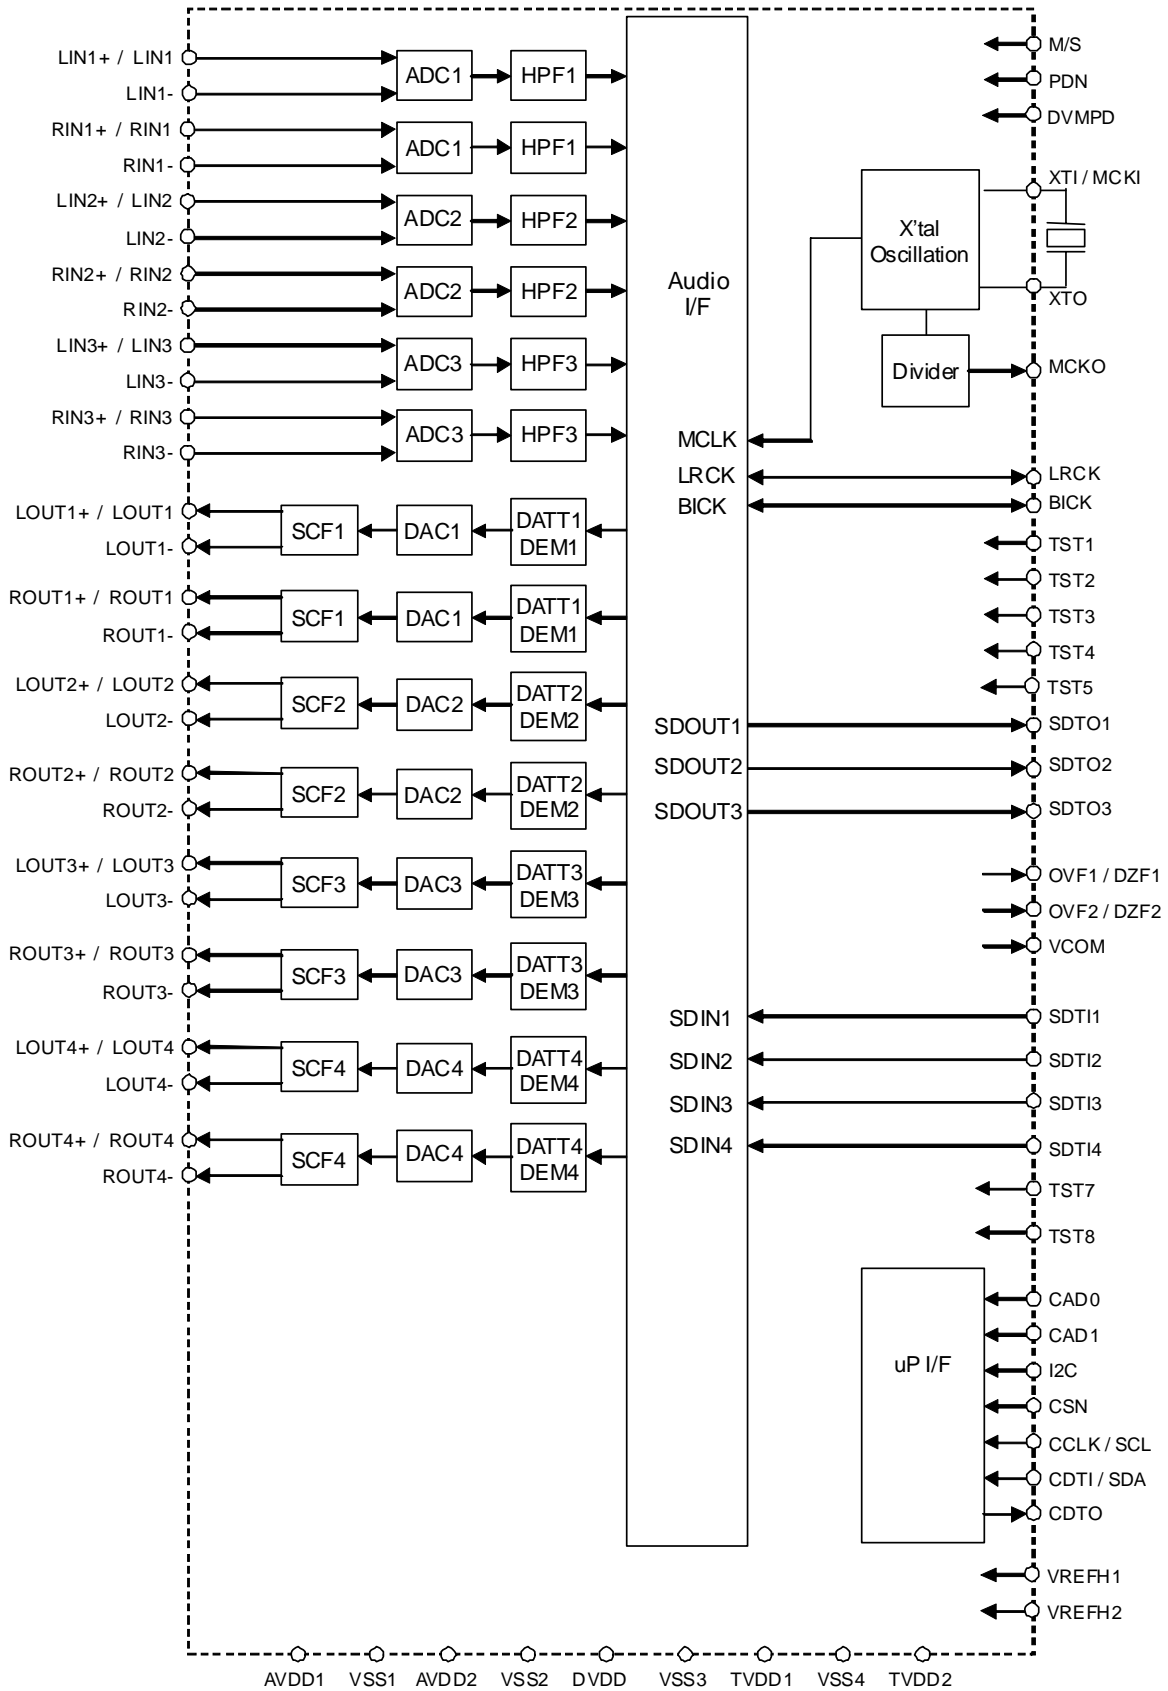 LIN1+ / LIN1
LIN1-
ADC1
HPF1
RIN1+ / RIN1
RIN1-
ADC1
HPF1
LIN2+ / LIN2
LIN2-
ADC2
HPF2
RIN2+ / RIN2
RIN2-
ADC2
HPF2
LIN3+ / LIN3
LIN3-
ADC3
HPF3
RIN3+ / RIN3
RIN3-
ADC3
HPF3
LOUT1+ / LOUT1
LOUT1-
SCF1
DAC1
DATT1
DEM1
ROUT1+ / ROUT1
ROUT1-
SCF1
DAC1
DATT1
DEM1
LOUT2+ / LOUT2
LOUT2-
SCF2
DAC2
DATT2
DEM2
ROUT2+ / ROUT2
ROUT2-
SCF2
DAC2
DATT2
DEM2
LOUT3+ / LOUT3
LOUT3-
SCF3
DAC3
DATT3
DEM3
ROUT3+ / ROUT3
ROUT3-
SCF3
DAC3
DATT3
DEM3
LOUT4+ / LOUT4
LOUT4-
SCF4
DAC4
DATT4
DEM4
ROUT4+ / ROUT4
ROUT4-
SCF4
DAC4
DATT4
DEM4
Audio
I/F
MCLK
LRCK
BICK
SDOUT1
SDOUT2
SDOUT3
SDIN1
SDIN2
SDIN3
SDIN4
X'tal
Oscillation
Divider
uP I/F
M/S
PDN
DVMPD
XTI / MCKI
XTO
MCKO
LRCK
BICK
TST1
TST2
TST3
TST4
TST5
SDTO1
SDTO2
SDTO3
OVF1 / DZF1
OVF2 / DZF2
VCOM
SDTI1
SDTI2
SDTI3
SDTI4
TST7
TST8
CAD0
CAD1
I2C
CSN
CCLK / SCL
CDTI / SDA
CDTO
VREFH1
VREFH2
AVDD1 VSS1 AVDD2 VSS2 DVDD VSS3 TVDD1 VSS4 TVDD2